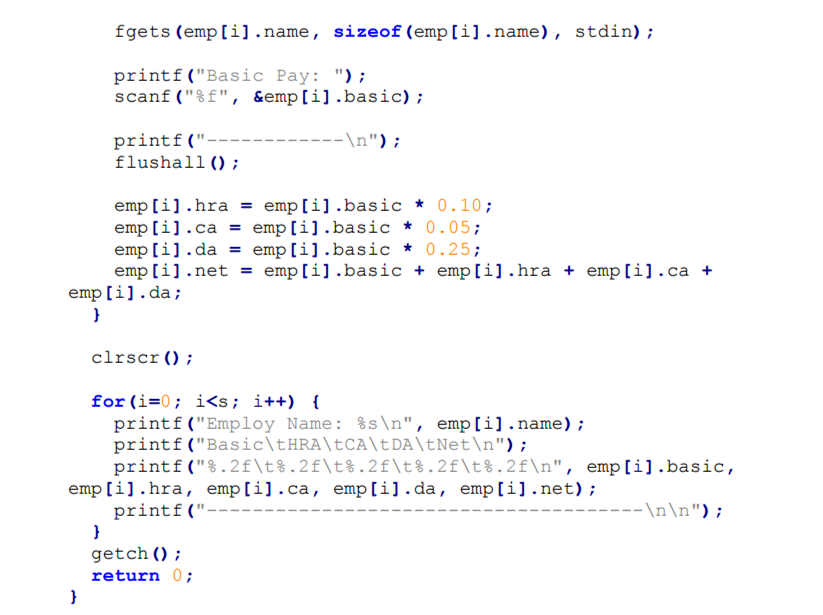 fgets(emp[i].name, sizeof(emp[i].name), stdin);
printf("Basic Pay: ");
scanf("%f", &emp[i].basic);
printf("------------\n");
flushall();
emp[i].hra = emp[i].basic * 0.10;
emp[i].ca = emp[i].basic * 0.05;
emp[i].da = emp[i].basic * 0.25;
emp[i].net = emp[i].basic + emp[i].hra + emp[i].ca +
emp[i].da;
}
clrscr();
for(i=0; i<s; i++) {
printf("Employ Name: %s\n", emp[i].name);
printf("Basic\tHRA\tCA\tDA\tNet\n");
printf("%.2f\t%.2f\t%.2f\t%.2f\t%.2f\n", emp[i].basic,
emp[i].hra, emp[i].ca, emp[i].da, emp[i].net);
printf("--------------------------------------\n\n");
}
getch();
return 0;
}